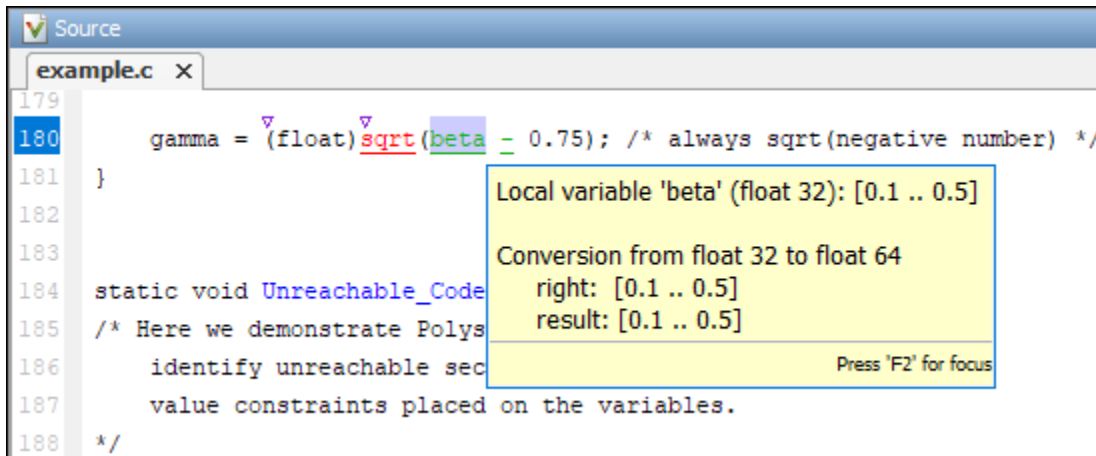 Source
example.c X
179
180 gamma = (float)sqrt(beta - 0.75); /* always sqrt(negative number) */
181 }
182
183
184 static void Unreachable_Code
185 /* Here we demonstrate Polys
186 identify unreachable sec
187 value constraints placed on the variables.
188 */
Local variable 'beta' (float 32): [0.1 .. 0.5]
Conversion from float 32 to float 64
right: [0.1 .. 0.5]
result: [0.1 .. 0.5]
Press 'F2' for focus